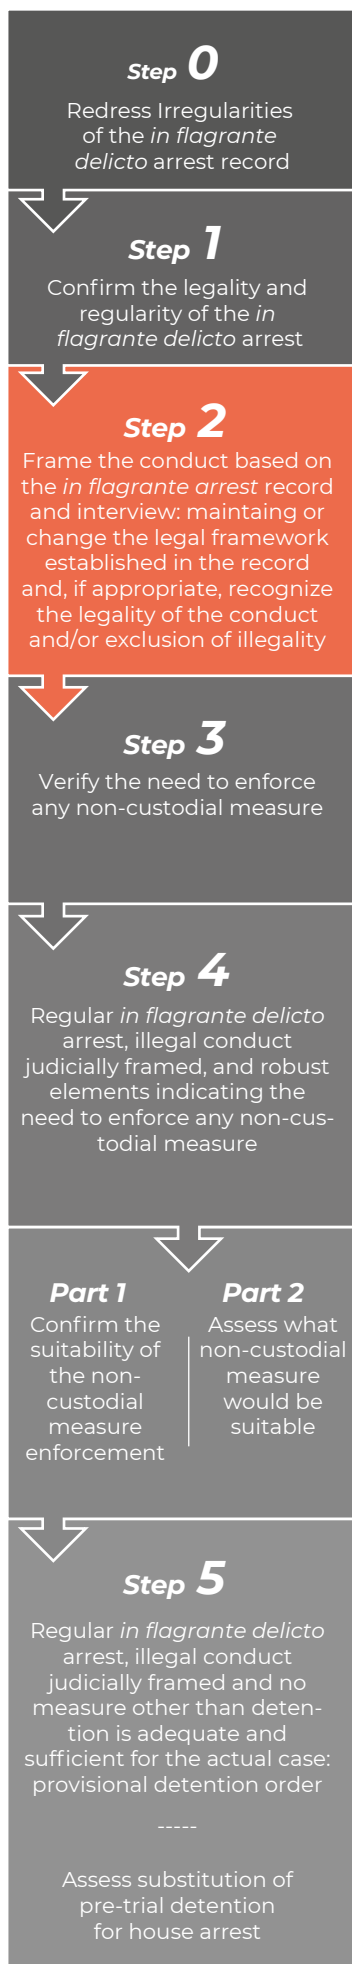 Step 0
Redress Irregularities
of the in flagrante
delicto arrest record
Step 1
Confirm the legality and
regularity of the in
flagrante delicto arrest
Step 2
Frame the conduct based on
the in flagrante arrest record
and interview: maintaing or
change the legal framework
established in the record
and, if appropriate, recognize
the legality of the conduct
and/or exclusion of illegality
Step 3
Verify the need to enforce
any non-custodial measure
Step 4
Regular in flagrante delicto
arrest, illegal conduct
judicially framed, and robust
elements indicating the
need to enforce any non-cus-
todial measure
Part 1
Confirm the
suitability of
the non-
custodial
measure
enforcement
Part 2
Assess what
non-custodial
measure
would be
suitable
Step 5
Regular in flagrante delicto
arrest, illegal conduct
judicially framed and no
measure other than deten-
tion is adequate and
sufficient for the actual case:
provisional detention order
-----
Assess substitution of
pre-trial detention
for house arrest